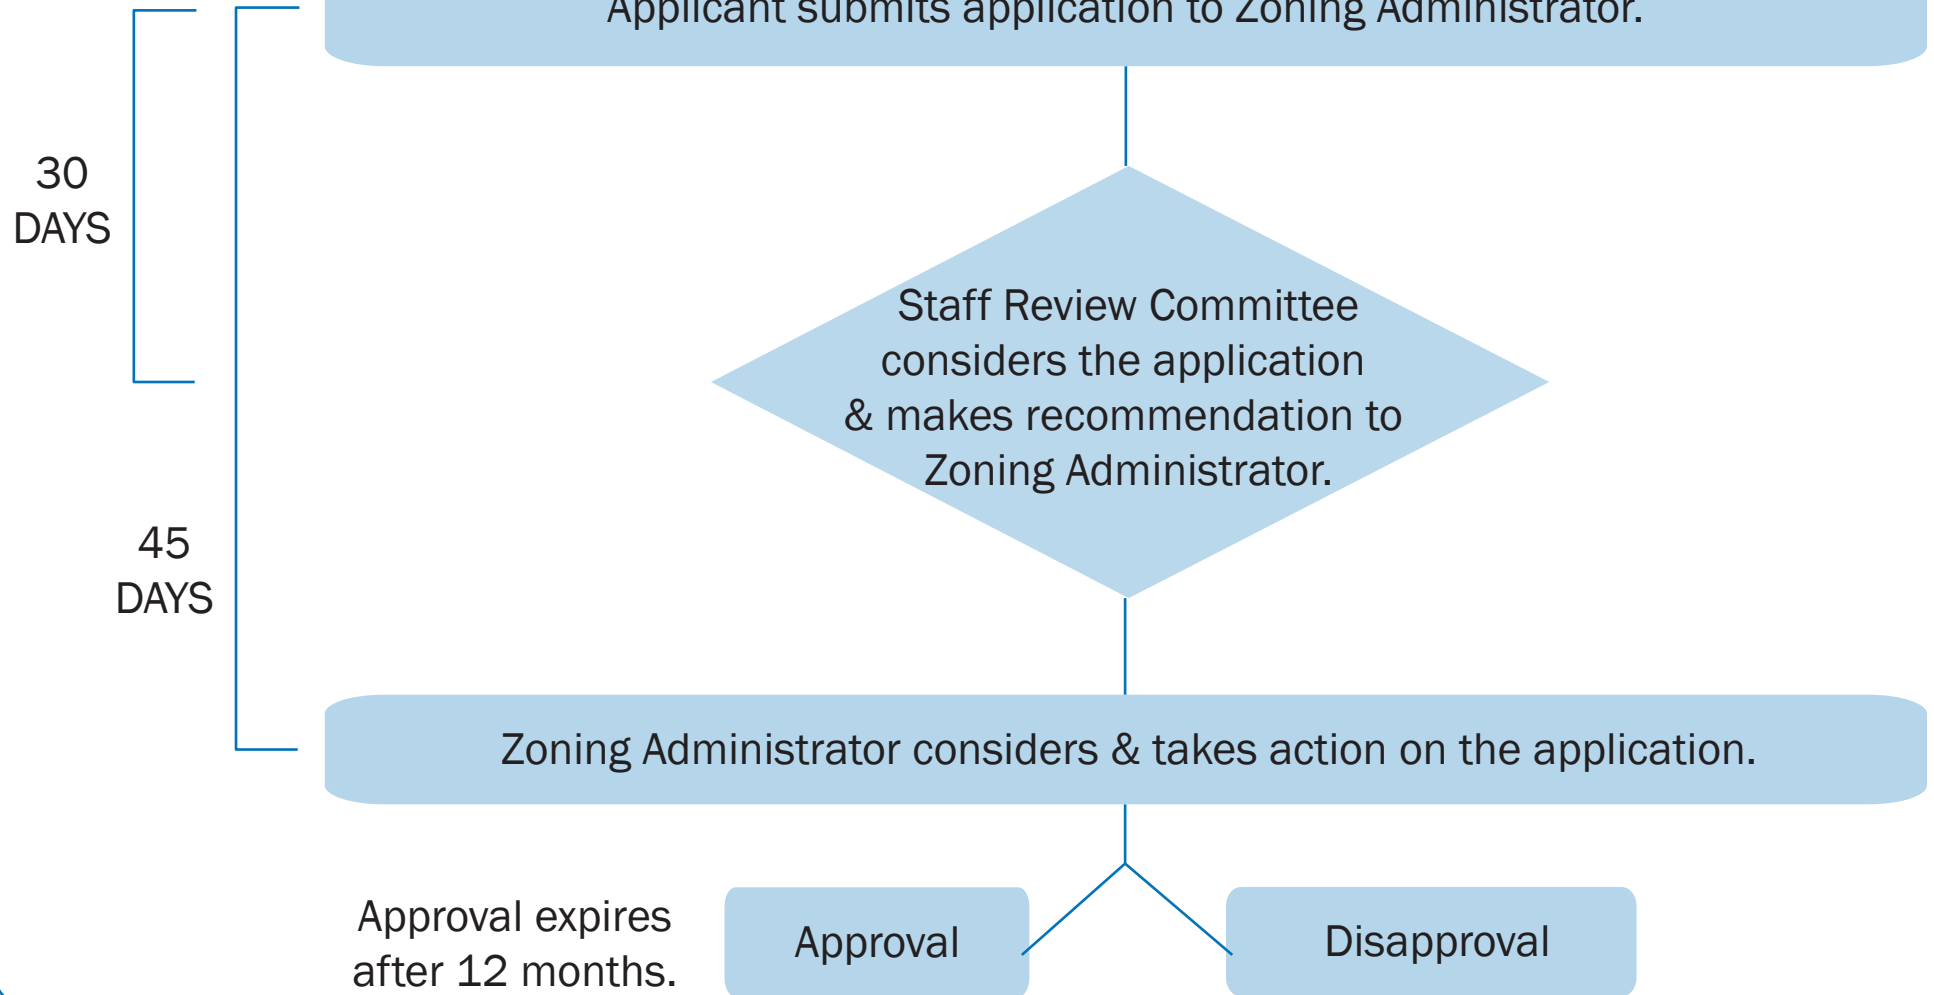 Applicant submits application to Zoning Administrator.
30
DAYS
Staff Review Committee
considers the application
& makes recommendation to
Zoning Administrator.
45
DAYS
Zoning Administrator considers & takes action on the application.
Approval expires
after 12 months.
Approval
Disapproval